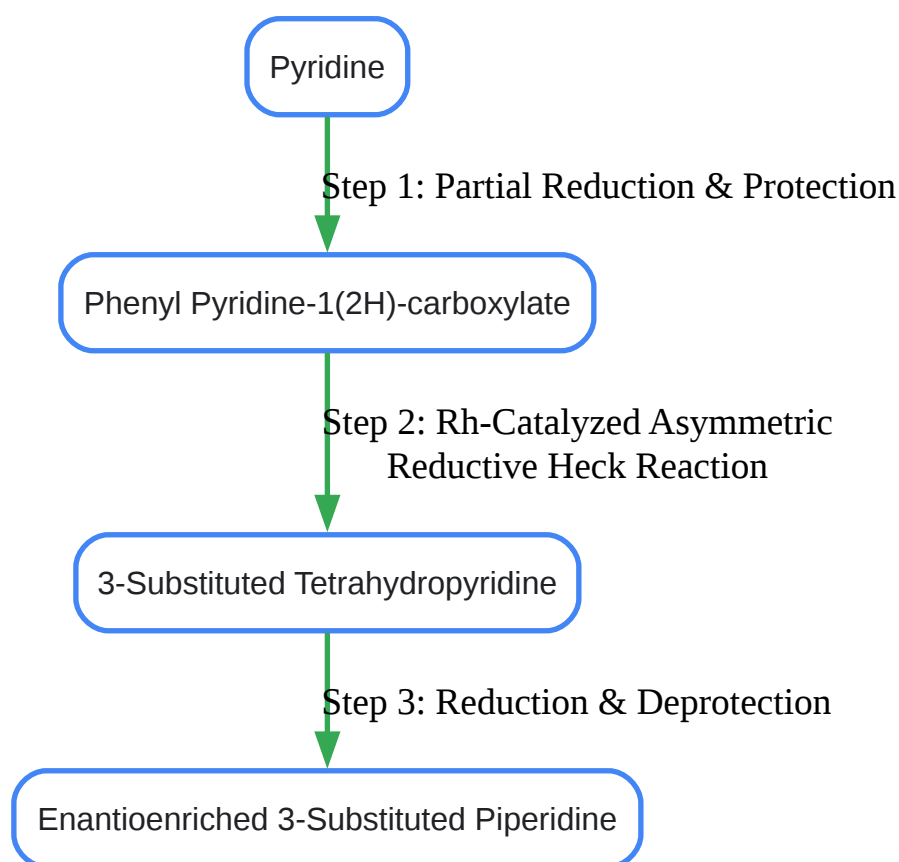 Pyridine
Step 1: Partial Reduction & Protection
Phenyl Pyridine-1(2H)-carboxylate
Step 2: Rh-Catalyzed Asymmetric
Reductive Heck Reaction
3-Substituted Tetrahydropyridine
Step 3: Reduction & Deprotection
Enantioenriched 3-Substituted Piperidine